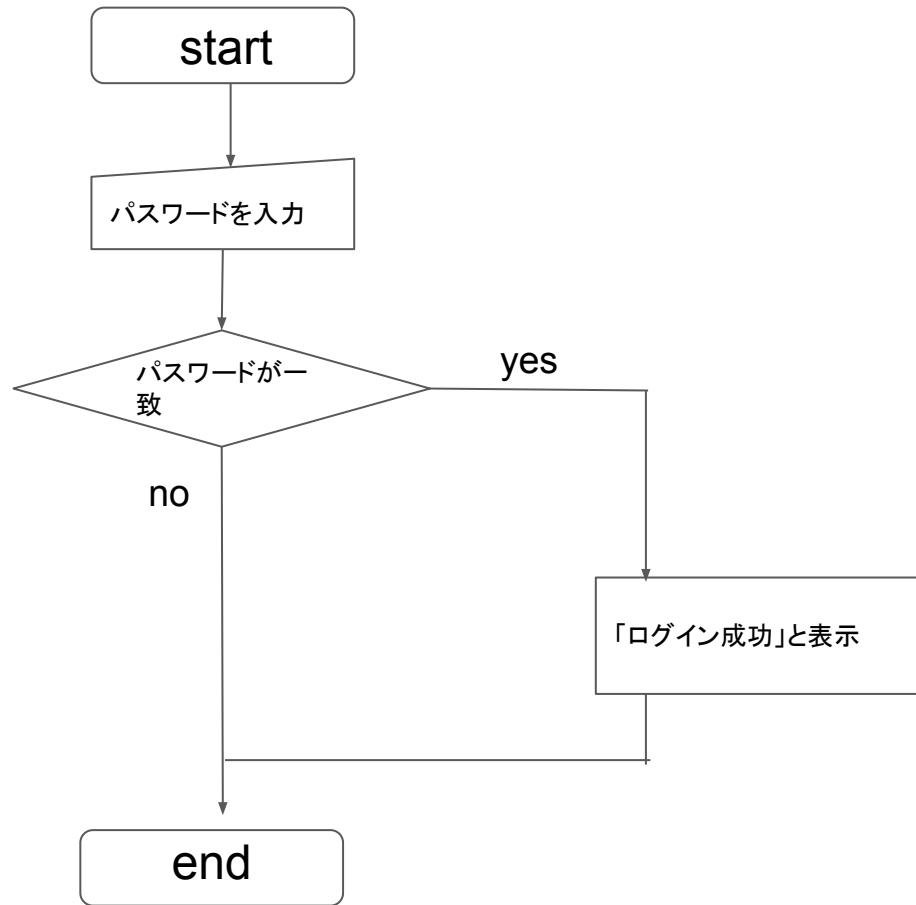 start
パスワードを入力
パスワードが一
致
yes
no
「ログイン成功」と表示
end